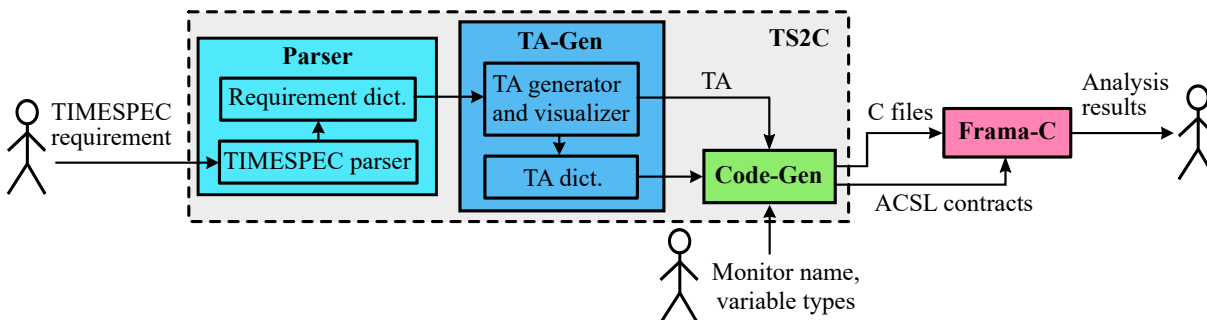 TIMESPEC
requirement
Parser
Requirement dict.
TIMESPEC parser
TA-Gen
TA generator
and visualizer
TA dict.
TS2C
TA
Code-Gen
Monitor name,
variable types
C files
ACSL contracts
Frama-C
Analysis
results